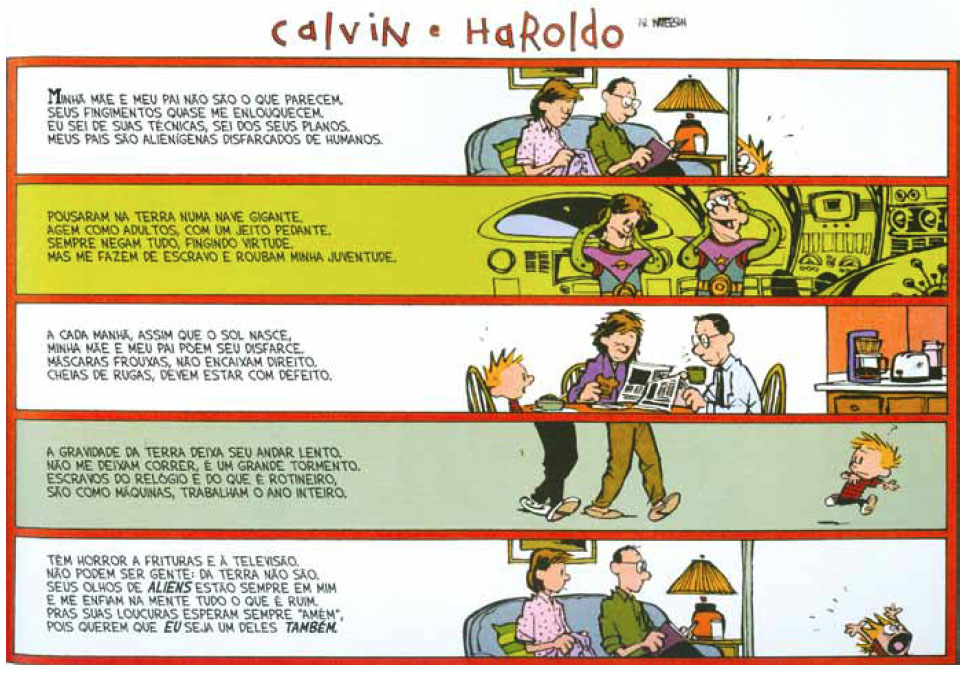 Calvin e Haroldo
MINHA MÃE E MEU PAI NÃO SÃO O QUE PARECEM.
SEUS FINGIMENTOS QUASE ME ENLOUQUECEM.
EU SEI DE SUAS TÉCNICAS, SEI DOS SEUS PLANOS.
MEUS PAIS SÃO ALIENÍGENAS DISFARÇADOS DE HUMANOS.
POUSARAM NA TERRA NUMA NAVE GIGANTE.
AGEM COMO ADULTOS, COM UM JEITO PEDANTE.
SEMPRE NEGAM TUDO, FINGINDO VIRTUDE.
MAS ME FAZEM DE ESCRAVO E ROUBAM MINHA JUVENTUDE.
A CADA MANHÃ, ASSIM QUE O SOL NASCE,
MINHA MÃE E MEU PAI PÕEM SEU DISFARCE.
MÁSCARAS FROUXAS, NÃO ENCAIXAM DIREITO.
CHEIAS DE RUGAS, DEVEM ESTAR COM DEFEITO.
A GRAVIDADE DA TERRA DEIXA SEU ANDAR LENTO.
NÃO ME DEIXAM CORRER, É UM GRANDE TORMENTO.
ESCRAVOS DO RELÓGIO E DO QUE É ROTINEIRO,
SÃO COMO MÁQUINAS, TRABALHAM O ANO INTEIRO.
TÊM HORROR A FRITURAS E À TELEVISÃO.
NÃO PODEM SER GENTE: DA TERRA NÃO SÃO.
SEUS OLHOS DE ALIENS ESTÃO SEMPRE EM MIM
E ME ENFIAM NA MENTE TUDO O QUE É RUIM.
PRAS SUAS LOUCURAS ESPERAM SEMPRE "AMÉM",
POIS QUEREM QUE EU SEJA UM DELES TAMBÉM.